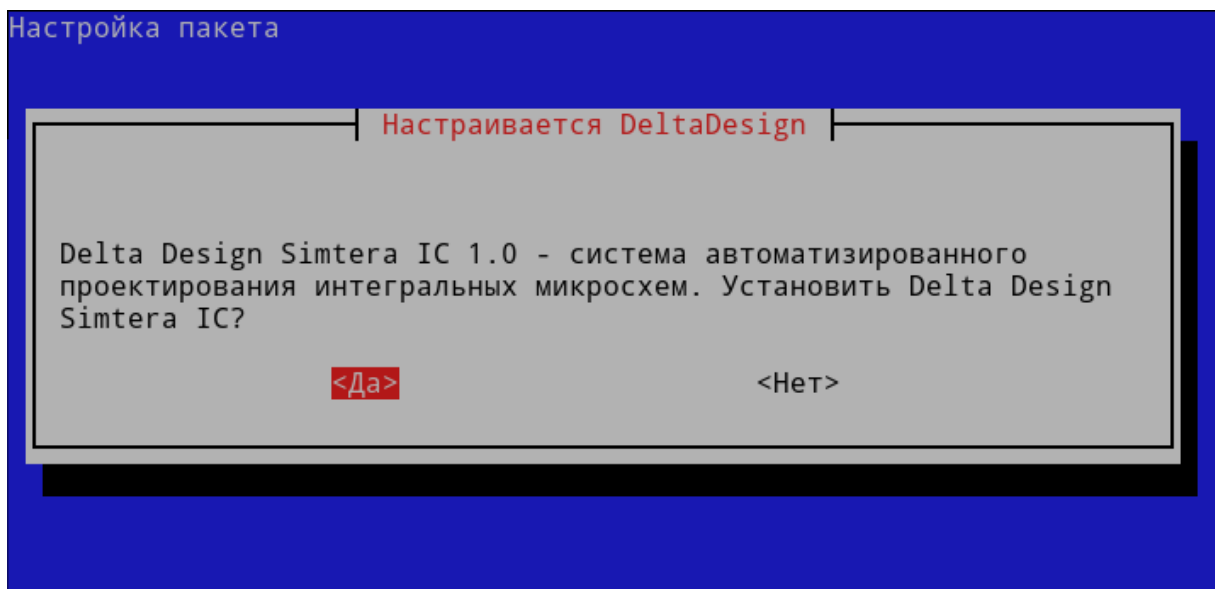 Настройка пакета
Настраивается DeltaDesign
Delta Design Simtera IC 1.0 - система автоматизированного
проектирования интегральных микросхем. Установить Delta Design
Simtera IC?
<Да> <Нет>